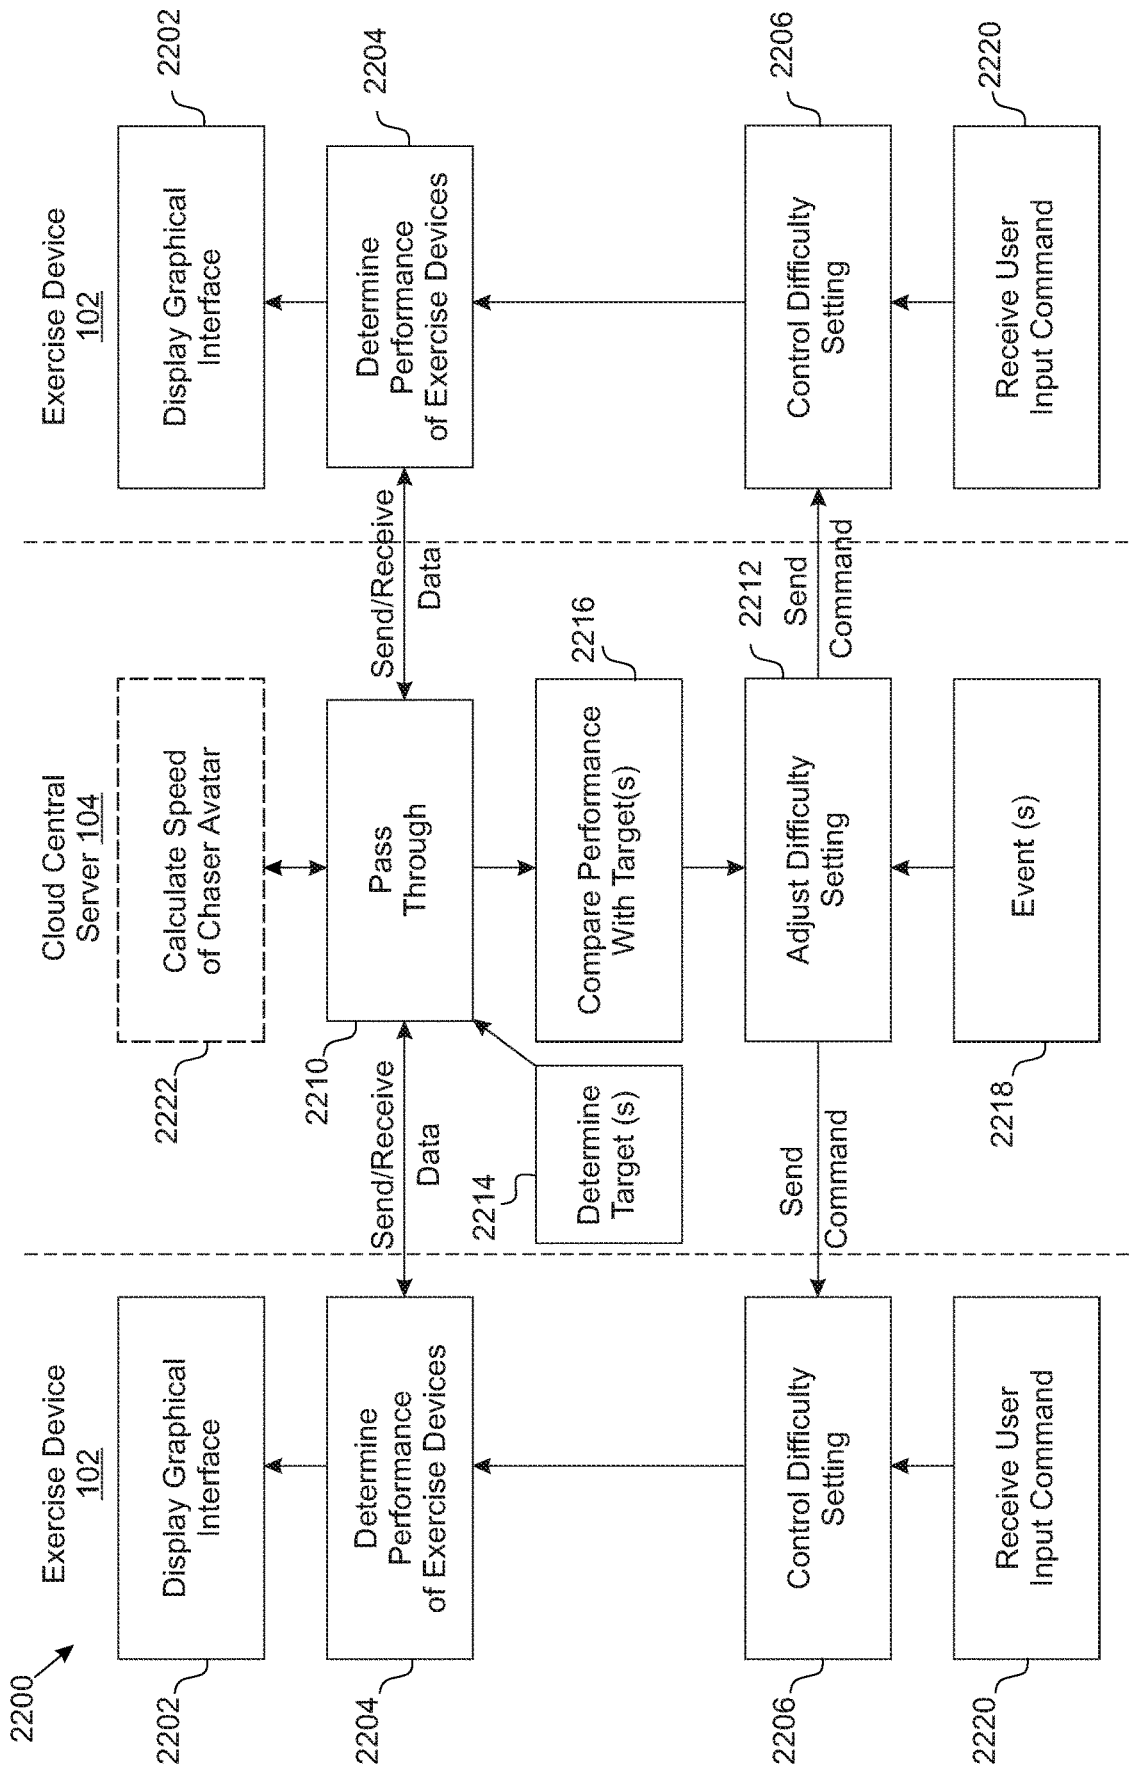 2200
Exercise Device
102
Cloud Central
Server 104
Exercise Device
102
2202
Display Graphical
Interface
2222
Calculate Speed
of Chaser Avatar
Display Graphical
Interface
2202
2204
Determine
Performance
of Exercise Devices
Send/Receive
Data
2210
Pass
Through
Send/Receive
Data
Determine
Performance
of Exercise Devices
2204
2214
Determine
Target (s)
Compare Performance
With Target(s)
2216
2206
Control Difficulty
Setting
Send
Command
Adjust Difficulty
Setting
2212
Send
Command
Control Difficulty
Setting
2206
2220
Receive User
Input Command
2218
Event (s)
Receive User
Input Command
2220